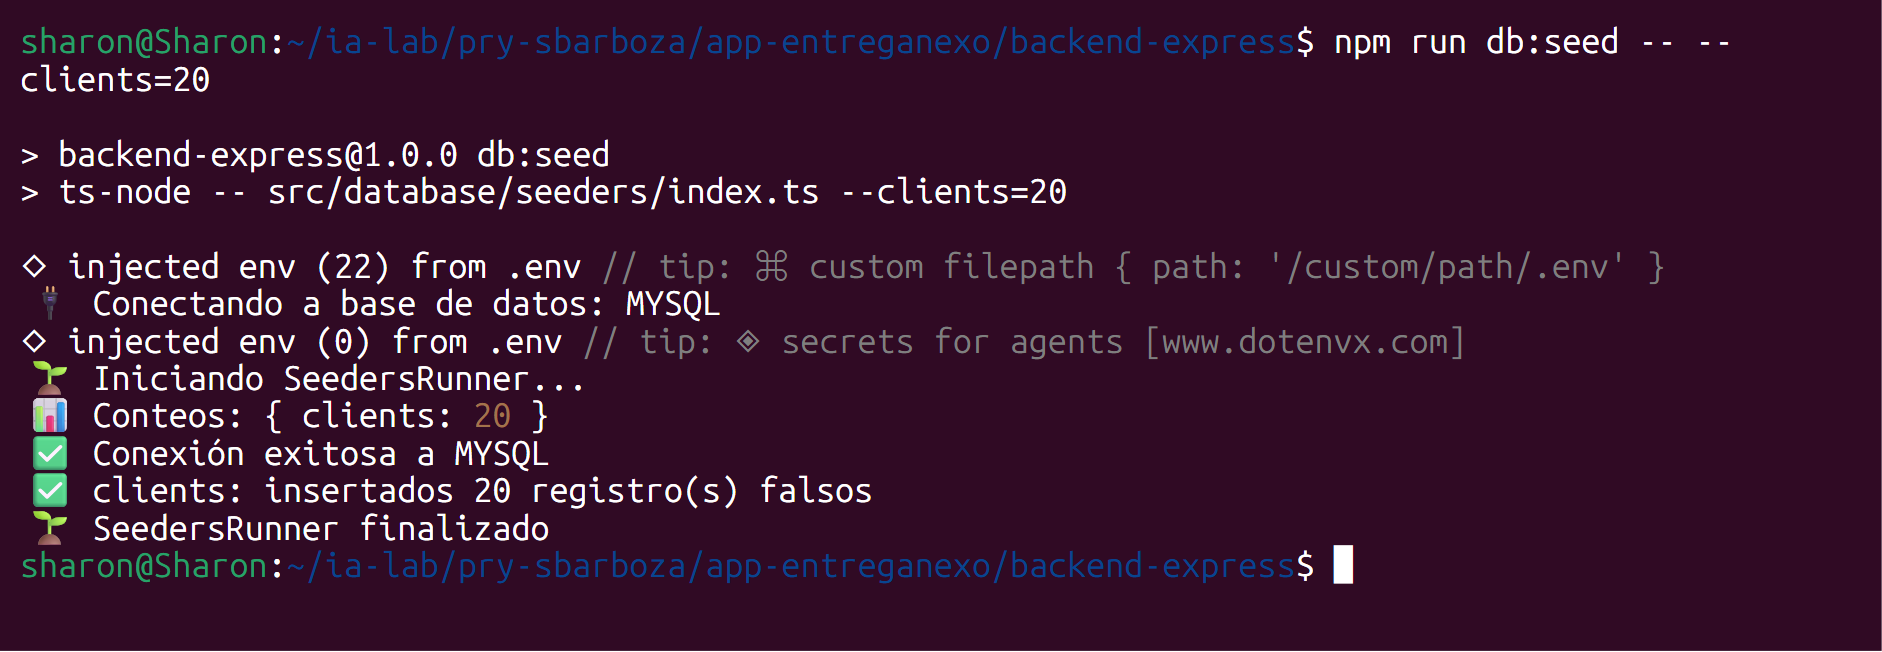 sharon@Sharon:~/ia-lab/pry-sbarboza/app-entreganexo/backend-express$ npm run db:seed -- --
clients=20
> backend-express@1.0.0 db:seed
> ts-node -- src/database/seeders/index.ts --clients=20
◇ injected env (22) from .env // tip: ⌘ custom filepath { path: '/custom/path/.env' }
🔌 Conectando a base de datos: MYSQL
◇ injected env (0) from .env // tip: ◈ secrets for agents [www.dotenvx.com]
🌱 Iniciando SeedersRunner...
📊 Conteos: { clients: 20 }
✅ Conexión exitosa a MYSQL
✅ clients: insertados 20 registro(s) falsos
🌱 SeedersRunner finalizado
sharon@Sharon:~/ia-lab/pry-sbarboza/app-entreganexo/backend-express$